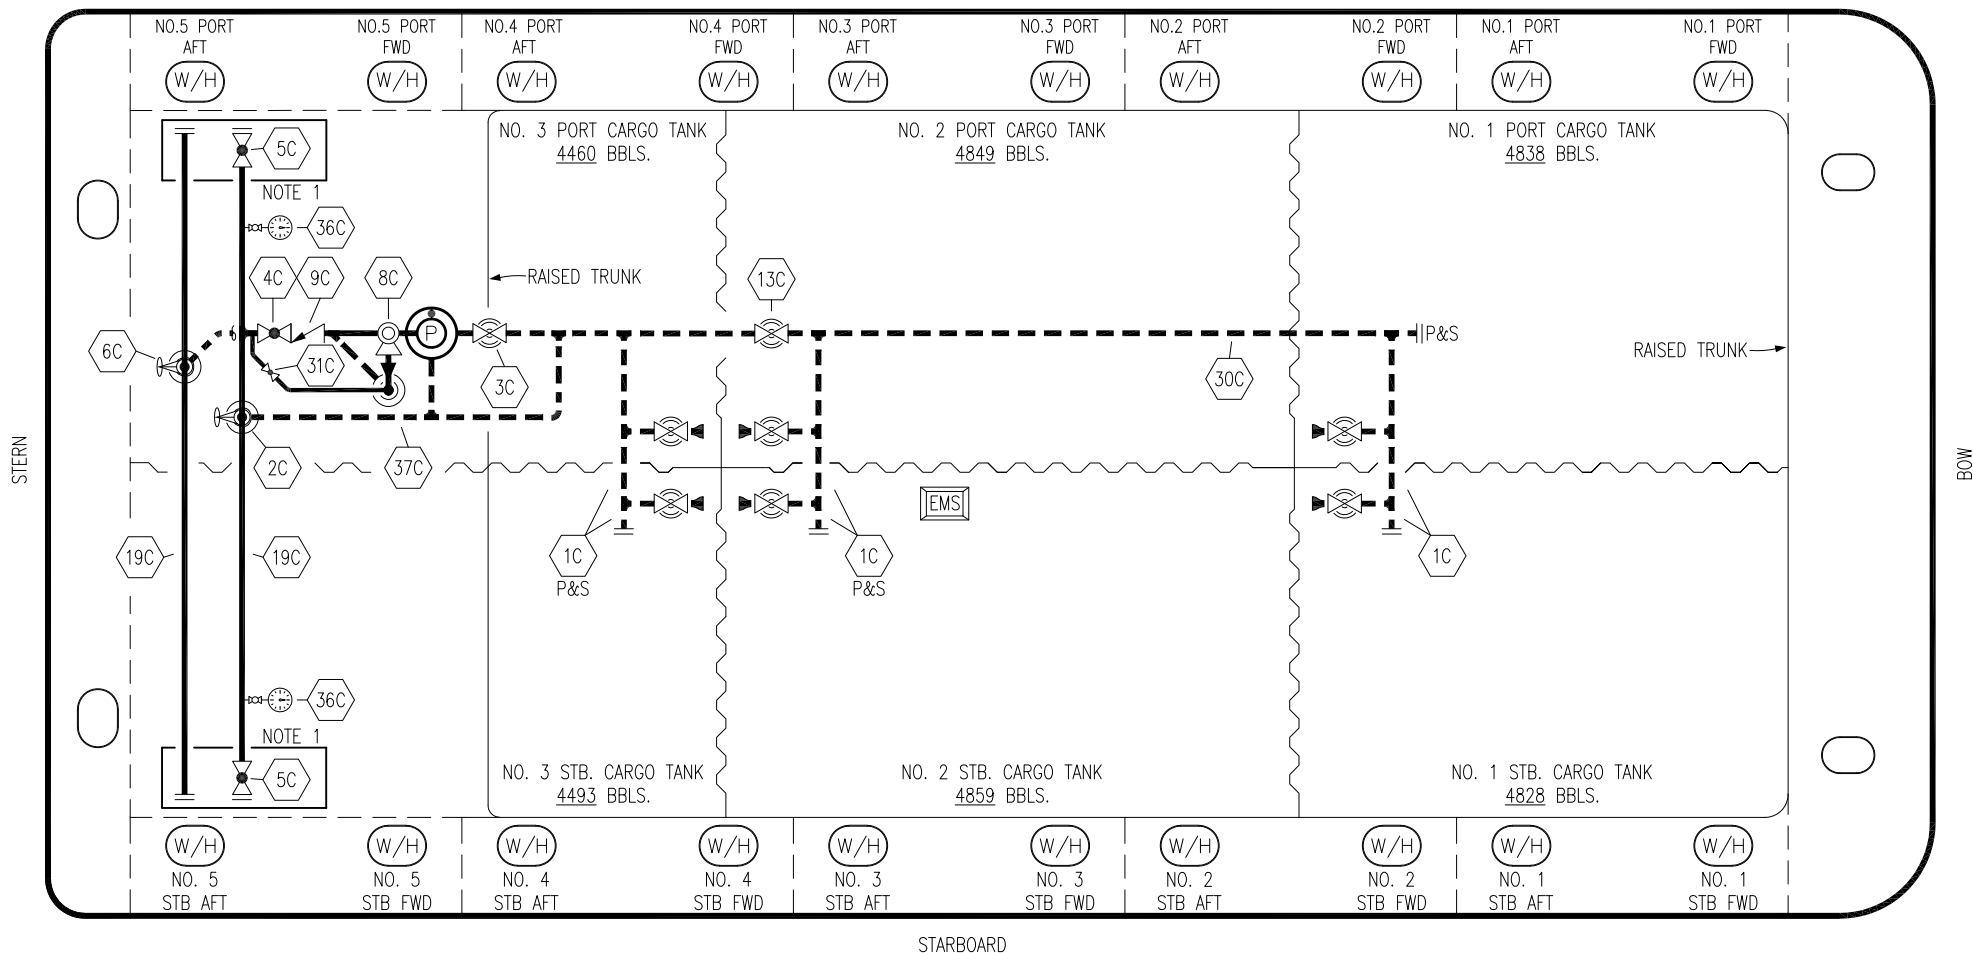 NO.5 PORT
AFT
NO.5 PORT
FWD
NO.4 PORT
AFT
NO.4 PORT
FWD
NO.3 PORT
AFT
NO.3 PORT
FWD
NO.2 PORT
AFT
NO.2 PORT
FWD
NO.1 PORT
AFT
NO.1 PORT
FWD
W/H
W/H
W/H
W/H
W/H
W/H
W/H
W/H
W/H
W/H
NO. 3 PORT CARGO TANK
4460 BBLS.
NO. 2 PORT CARGO TANK
4849 BBLS.
NO. 1 PORT CARGO TANK
4838 BBLS.
5C
NOTE 1
36C
4C
9C
8C
RAISED TRUNK
13C
P
P&S
6C
31C
3C
30C
RAISED TRUNK
2C
37C
STERN
BOW
EMS
19C
19C
1C
P&S
1C
P&S
1C
36C
NOTE 1
5C
NO. 3 STB. CARGO TANK
4493 BBLS.
NO. 2 STB. CARGO TANK
4859 BBLS.
NO. 1 STB. CARGO TANK
4828 BBLS.
W/H
W/H
W/H
W/H
W/H
W/H
W/H
W/H
W/H
W/H
NO. 5
STB AFT
NO. 5
STB FWD
NO. 4
STB AFT
NO. 4
STB FWD
NO. 3
STB AFT
NO. 3
STB FWD
NO. 2
STB AFT
NO. 2
STB FWD
NO. 1
STB AFT
NO. 1
STB FWD
STARBOARD